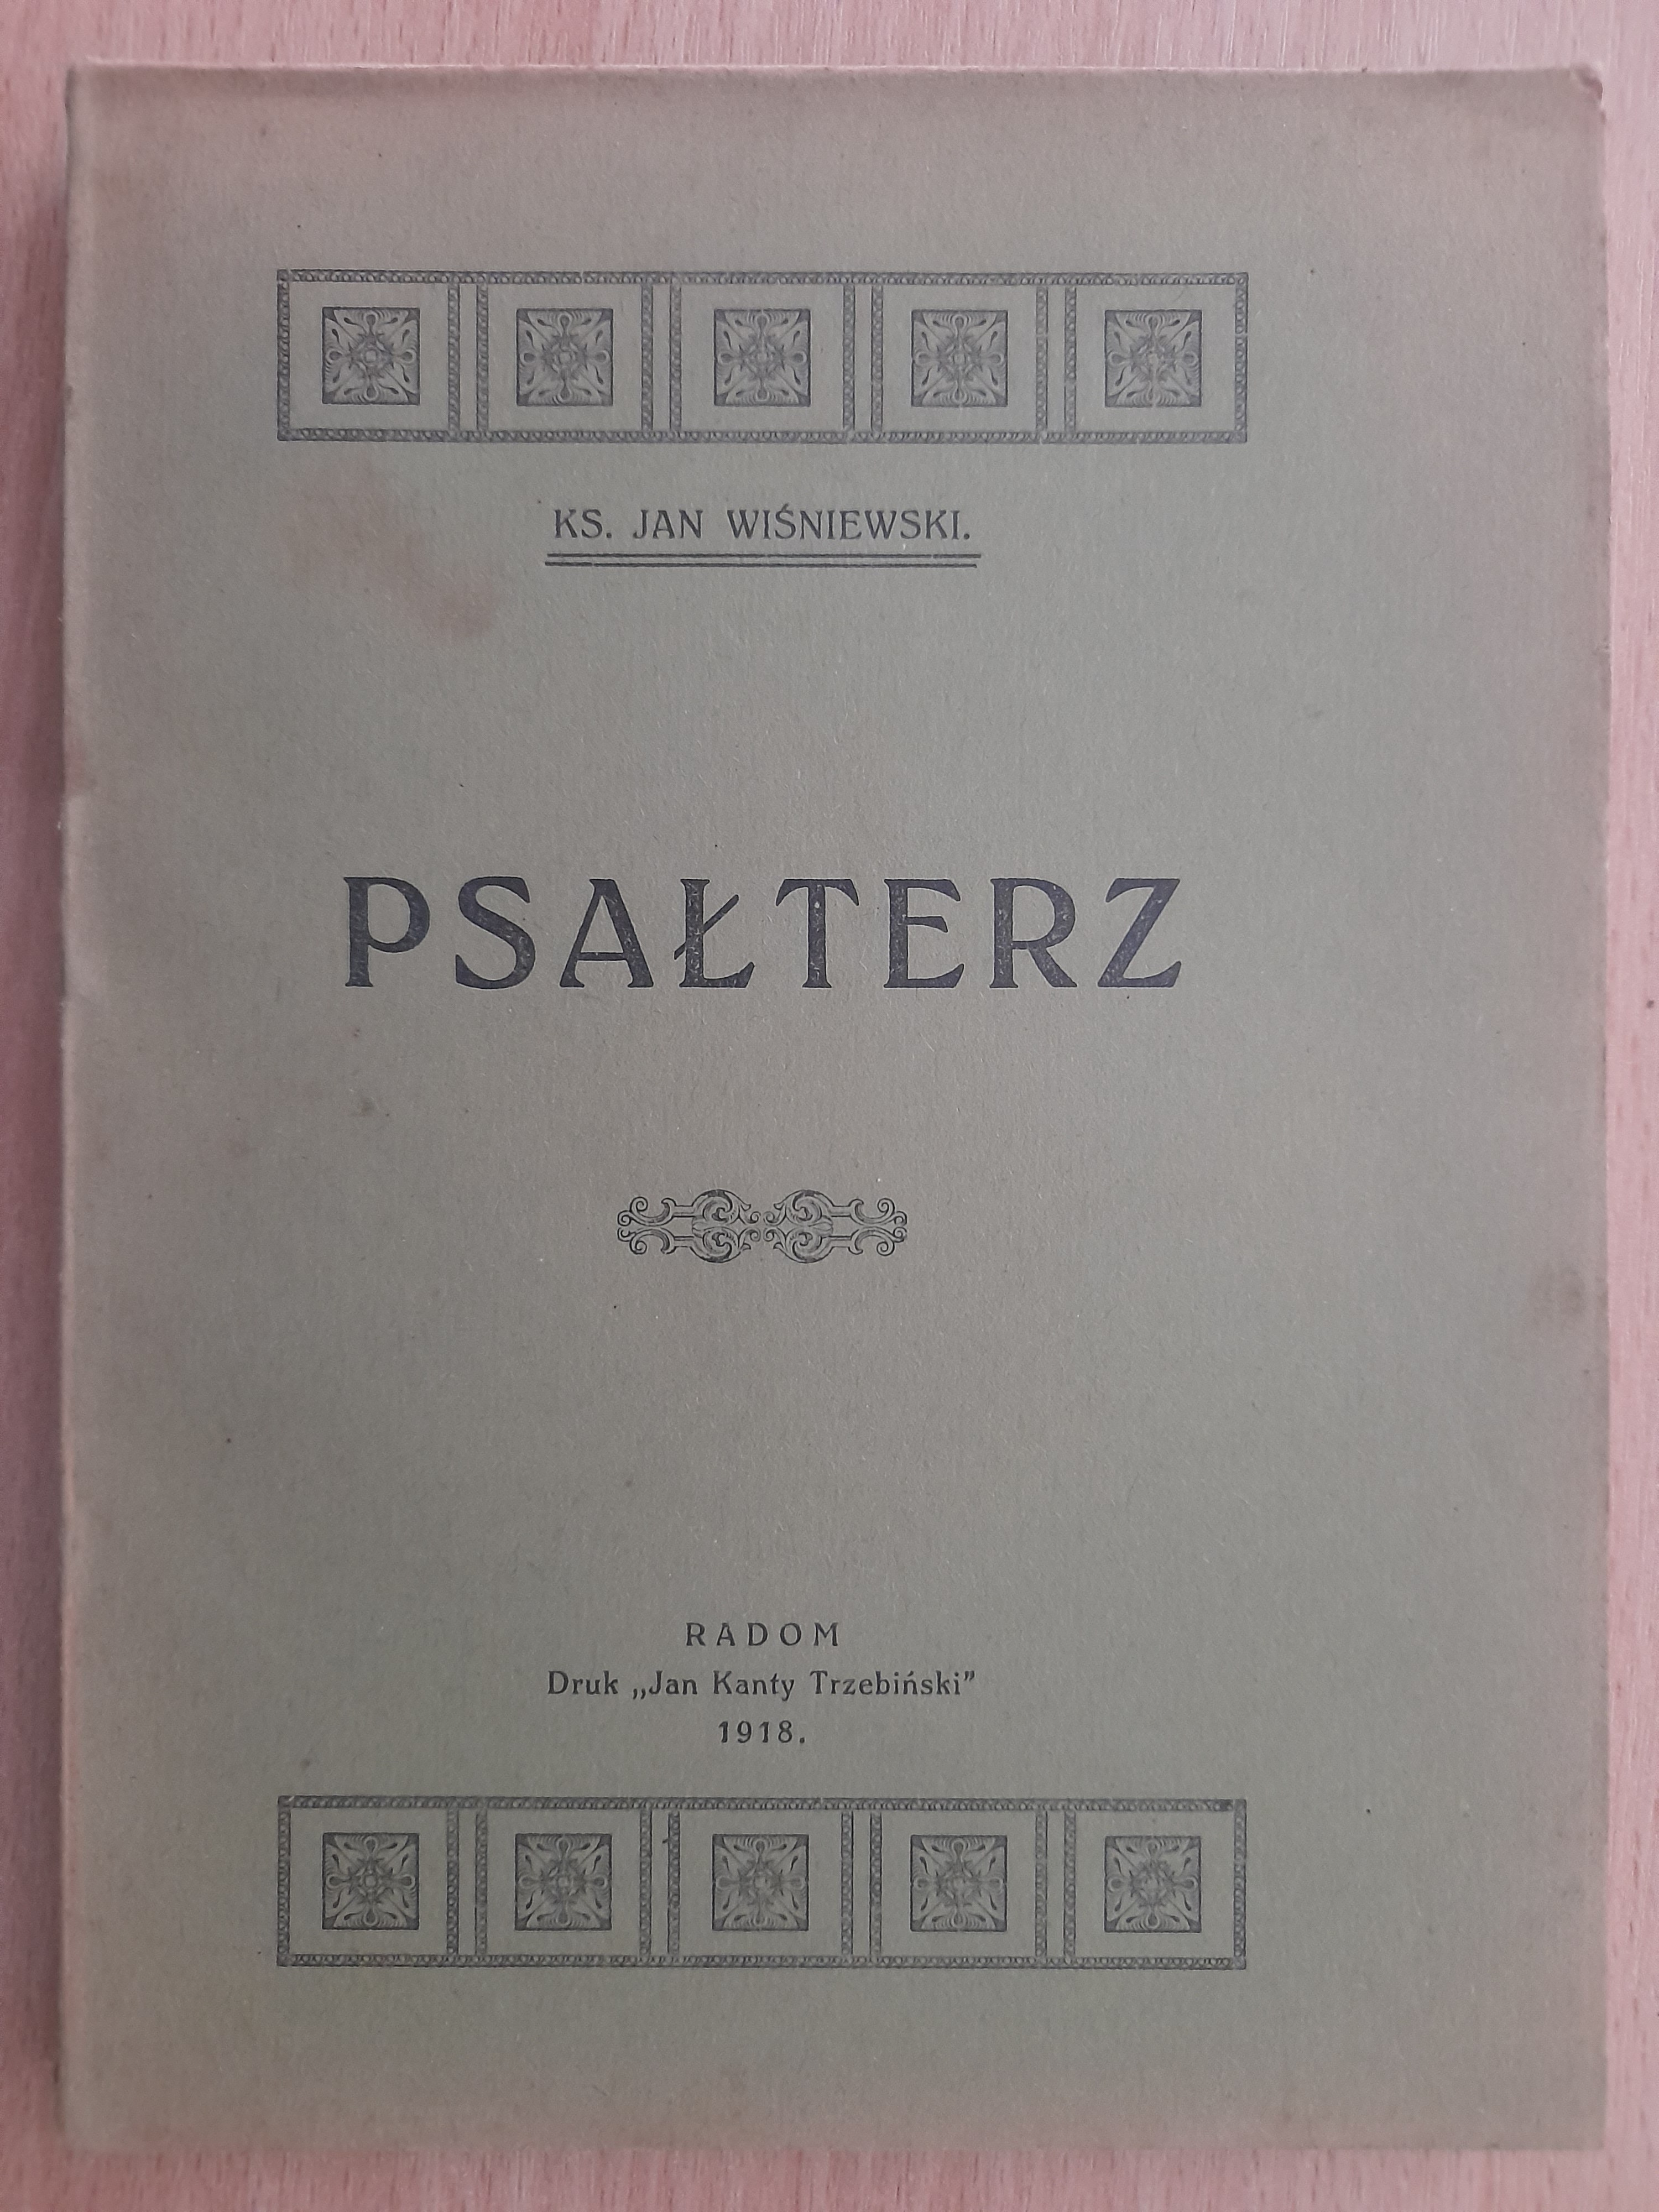 KS. JAN WIŚNIEWSKI.
PSAŁTERZ
RADOM
Druk „Jan Kanty Trzebiński”
1918.